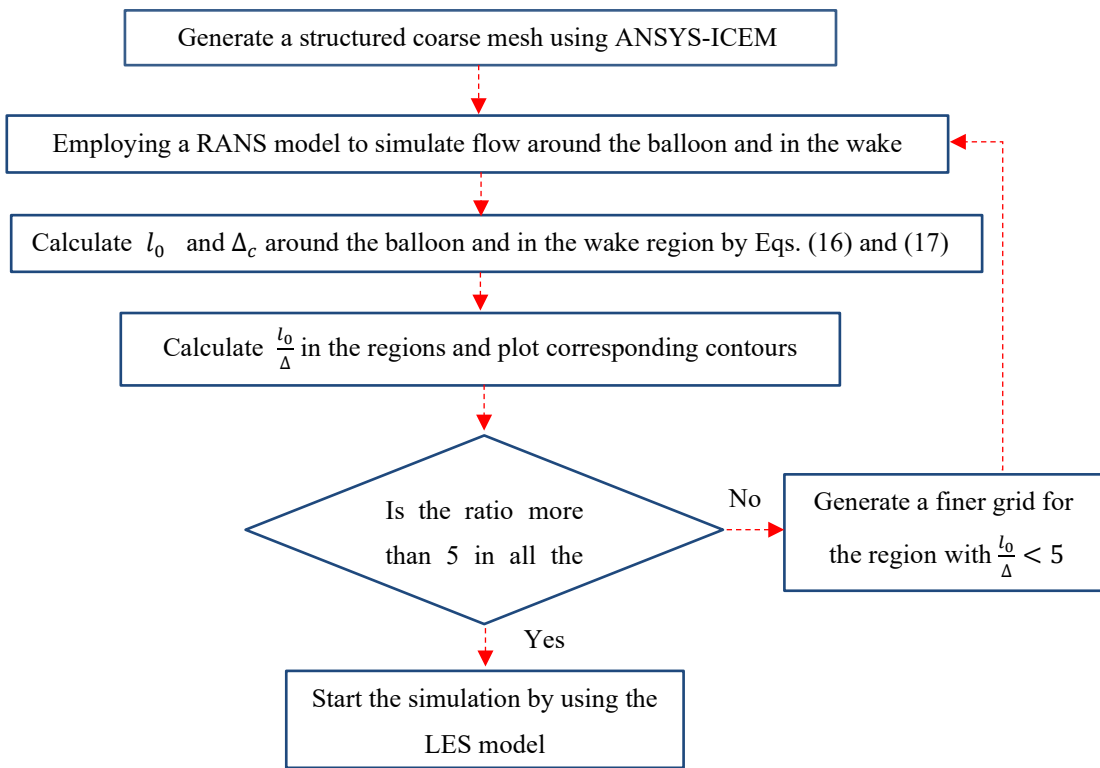 Generate a structured coarse mesh using ANSYS-ICEM
Employing a RANS model to simulate flow around the balloon and in the wake
Calculate l₀ and Δ_c around the balloon and in the wake region by Eqs. (16) and (17)
Calculate l₀/Δ in the regions and plot corresponding contours
Is the ratio more
than 5 in all the
No
Generate a finer grid for
the region with l₀/Δ < 5
Yes
Start the simulation by using the
LES model